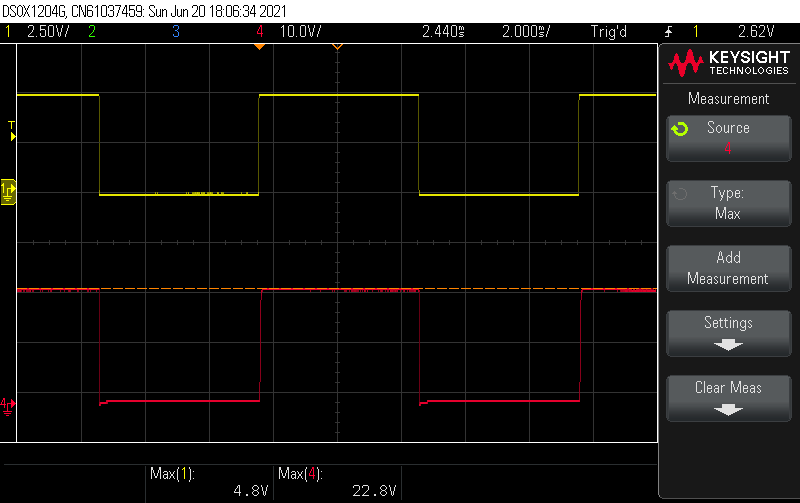 DSOX1204G, CN61037459: Sun Jun 20 18:06:34 2021
1 2.50V/ 2 3 4 10.0V/ 2.440ms 2.000ms/ Trig'd 1 2.62V
KEYSIGHT
TECHNOLOGIES
Measurement
Source
4
Type:
Max
Add
Measurement
Settings
Clear Meas
T
1
4
Max(1):
4.8V
Max(4):
22.8V